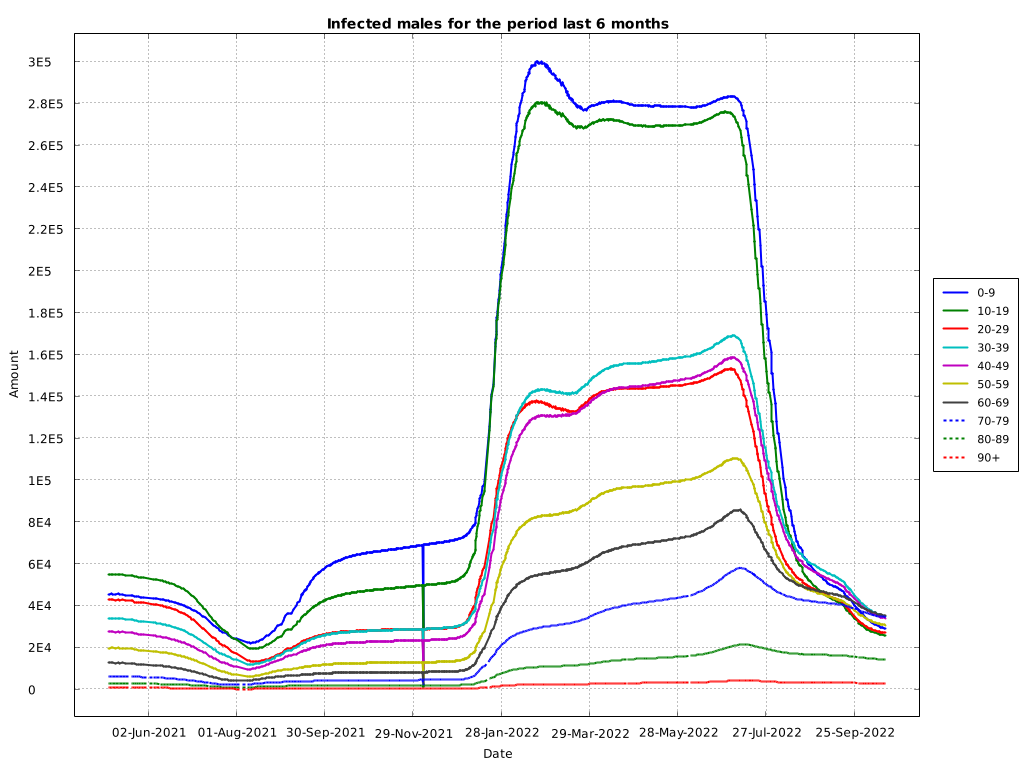 Infected males for the period last 6 months
Amount
3E5
2.8E5
2.6E5
2.4E5
2.2E5
2E5
1.8E5
1.6E5
1.4E5
1.2E5
1E5
8E4
6E4
4E4
2E4
0
02-Jun-2021 01-Aug-2021 30-Sep-2021 29-Nov-2021 28-Jan-2022 29-Mar-2022 28-May-2022 27-Jul-2022 25-Sep-2022
Date
0-9
10-19
20-29
30-39
40-49
50-59
60-69
70-79
80-89
90+